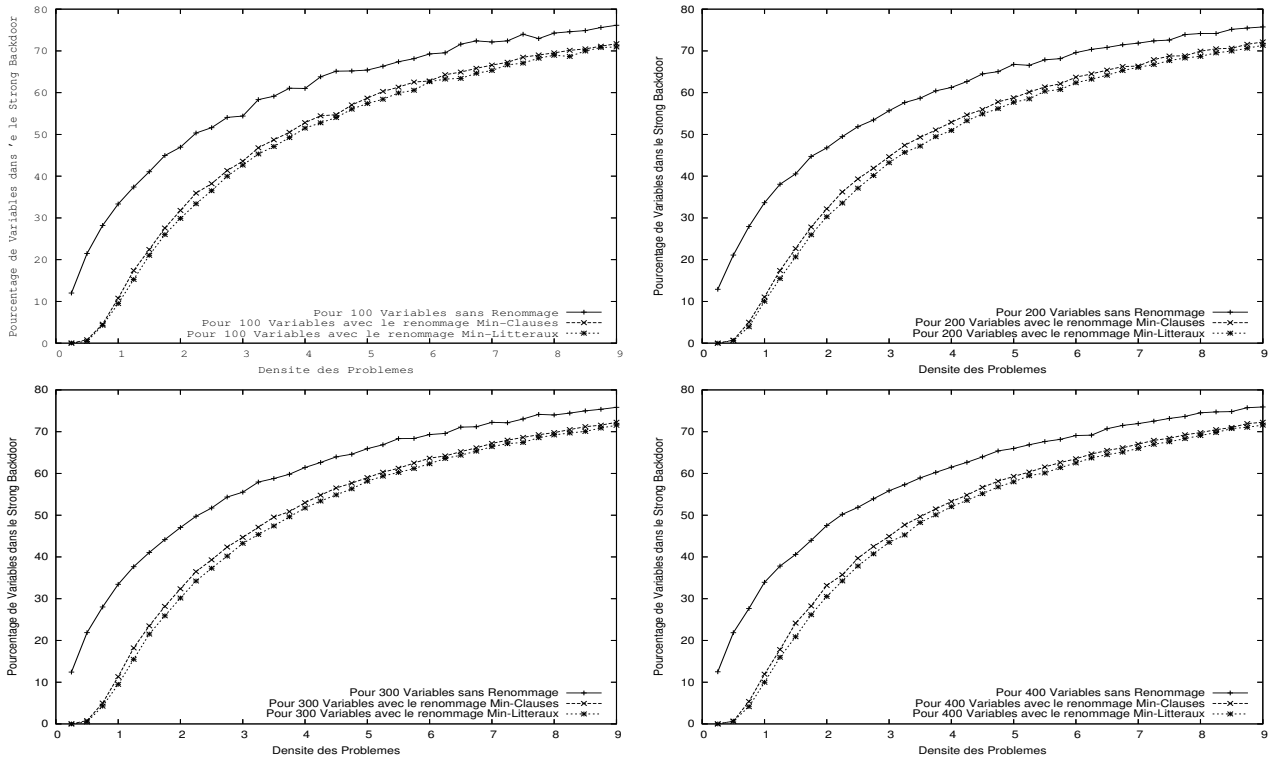 Pourcentage de Variables dans 'e le Strong Backdoor
80
70
60
50
40
30
20
10
0
0 1 2 3 4 5 6 7 8 9
Densite des Problemes
Pour 100 Variables sans Renommage
Pour 100 Variables avec le renommage Min-Clauses
Pour 100 Variables avec le renommage Min-Litteraux
Pourcentage de Variables dans le Strong Backdoor
80
70
60
50
40
30
20
10
0
0 1 2 3 4 5 6 7 8 9
Densite des Problemes
Pour 200 Variables sans Renommage
Pour 200 Variables avec le renommage Min-Clauses
Pour 200 Variables avec le renommage Min-Litteraux
Pourcentage de Variables dans le Strong Backdoor
80
70
60
50
40
30
20
10
0
0 1 2 3 4 5 6 7 8 9
Densite des Problemes
Pour 300 Variables sans Renommage
Pour 300 Variables avec le renommage Min-Clauses
Pour 300 Variables avec le renommage Min-Litteraux
Pourcentage de Variables dans le Strong Backdoor
80
70
60
50
40
30
20
10
0
0 1 2 3 4 5 6 7 8 9
Densite des Problemes
Pour 400 Variables sans Renommage
Pour 400 Variables avec le renommage Min-Clauses
Pour 400 Variables avec le renommage Min-Litteraux